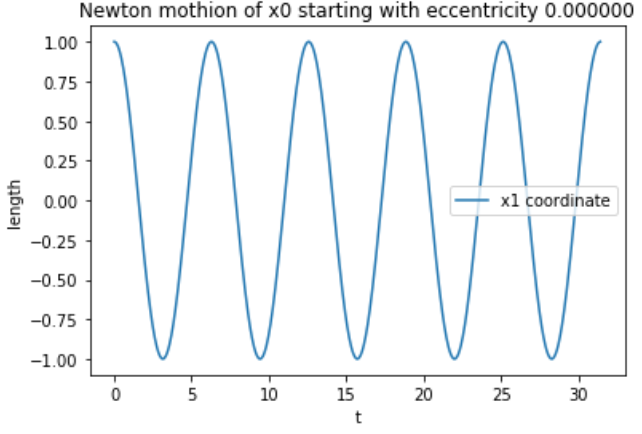 Newton mothion of x0 starting with eccentricity 0.000000
1.00
0.75
0.50
0.25
0.00
−0.25
−0.50
−0.75
−1.00
length
x1 coordinate
0 5 10 15 20 25 30
t